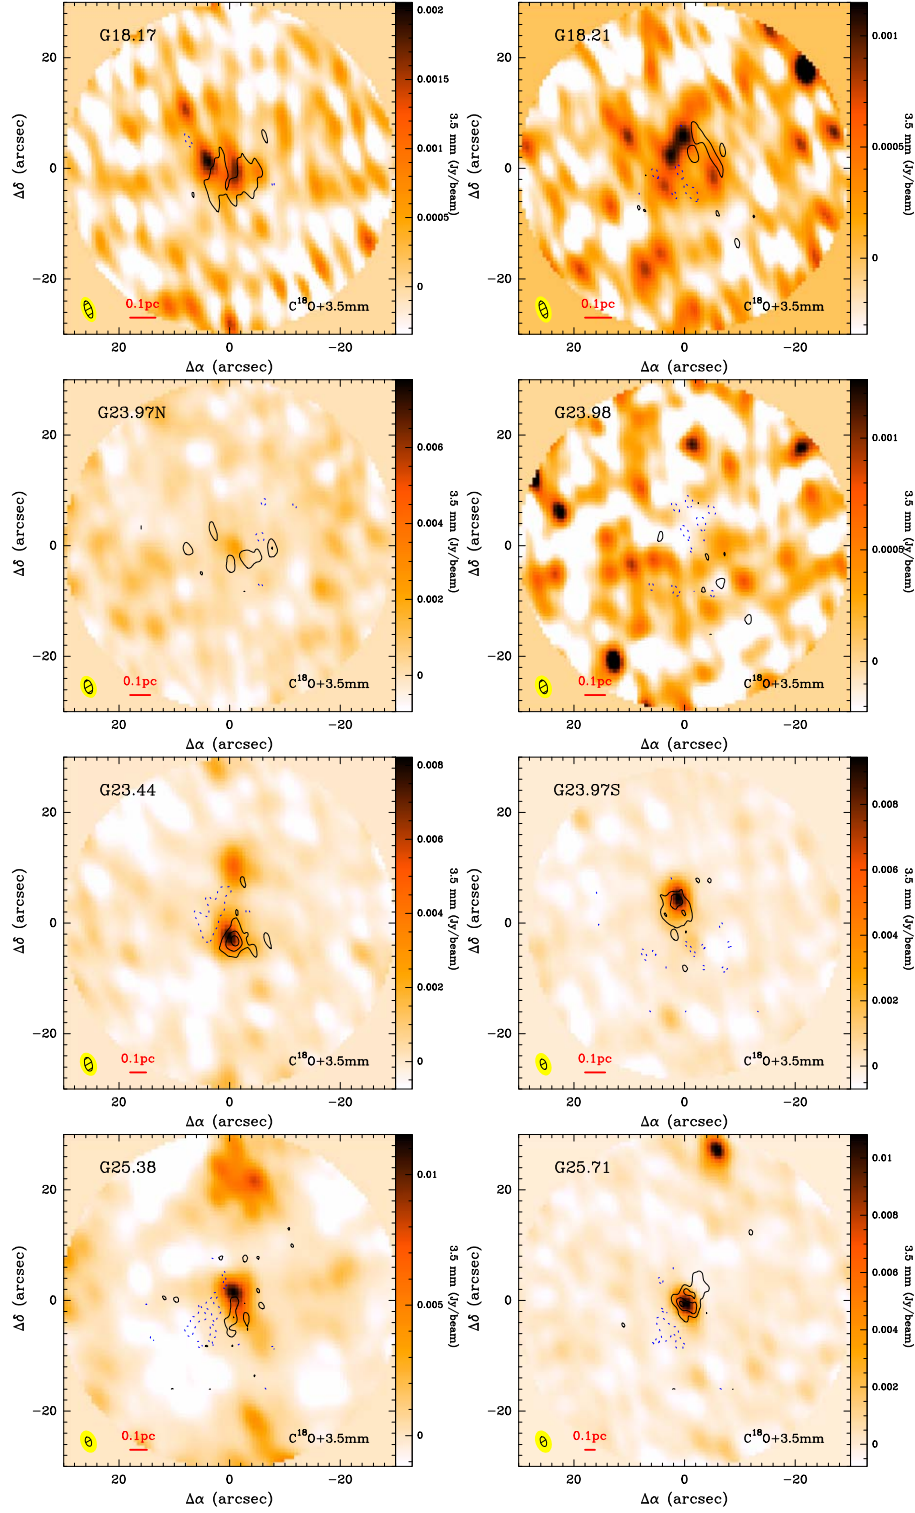 G18.17
0.1pc
C¹⁸O+3.5mm
20
0
−20
Δδ (arcsec)
20
0
−20
Δα (arcsec)
0.002
0.0015
0.001
0.0005
0
3.5 mm (Jy/beam)
G18.21
0.1pc
C¹⁸O+3.5mm
20
0
−20
Δδ (arcsec)
20
0
−20
Δα (arcsec)
0.001
0.0005
0
3.5 mm (Jy/beam)
G23.97N
0.1pc
C¹⁸O+3.5mm
20
0
−20
Δδ (arcsec)
20
0
−20
Δα (arcsec)
0.006
0.004
0.002
0
3.5 mm (Jy/beam)
G23.98
0.1pc
C¹⁸O+3.5mm
20
0
−20
Δδ (arcsec)
20
0
−20
Δα (arcsec)
0.001
0.0005
0
3.5 mm (Jy/beam)
G23.44
0.1pc
C¹⁸O+3.5mm
20
0
−20
Δδ (arcsec)
20
0
−20
Δα (arcsec)
0.008
0.006
0.004
0.002
0
3.5 mm (Jy/beam)
G23.97S
0.1pc
C¹⁸O+3.5mm
20
0
−20
Δδ (arcsec)
20
0
−20
Δα (arcsec)
0.008
0.006
0.004
0.002
0
3.5 mm (Jy/beam)
G25.38
0.1pc
C¹⁸O+3.5mm
20
0
−20
Δδ (arcsec)
20
0
−20
Δα (arcsec)
0.01
0.005
0
3.5 mm (Jy/beam)
G25.71
0.1pc
C¹⁸O+3.5mm
20
0
−20
Δδ (arcsec)
20
0
−20
Δα (arcsec)
0.01
0.008
0.006
0.004
0.002
0
3.5 mm (Jy/beam)